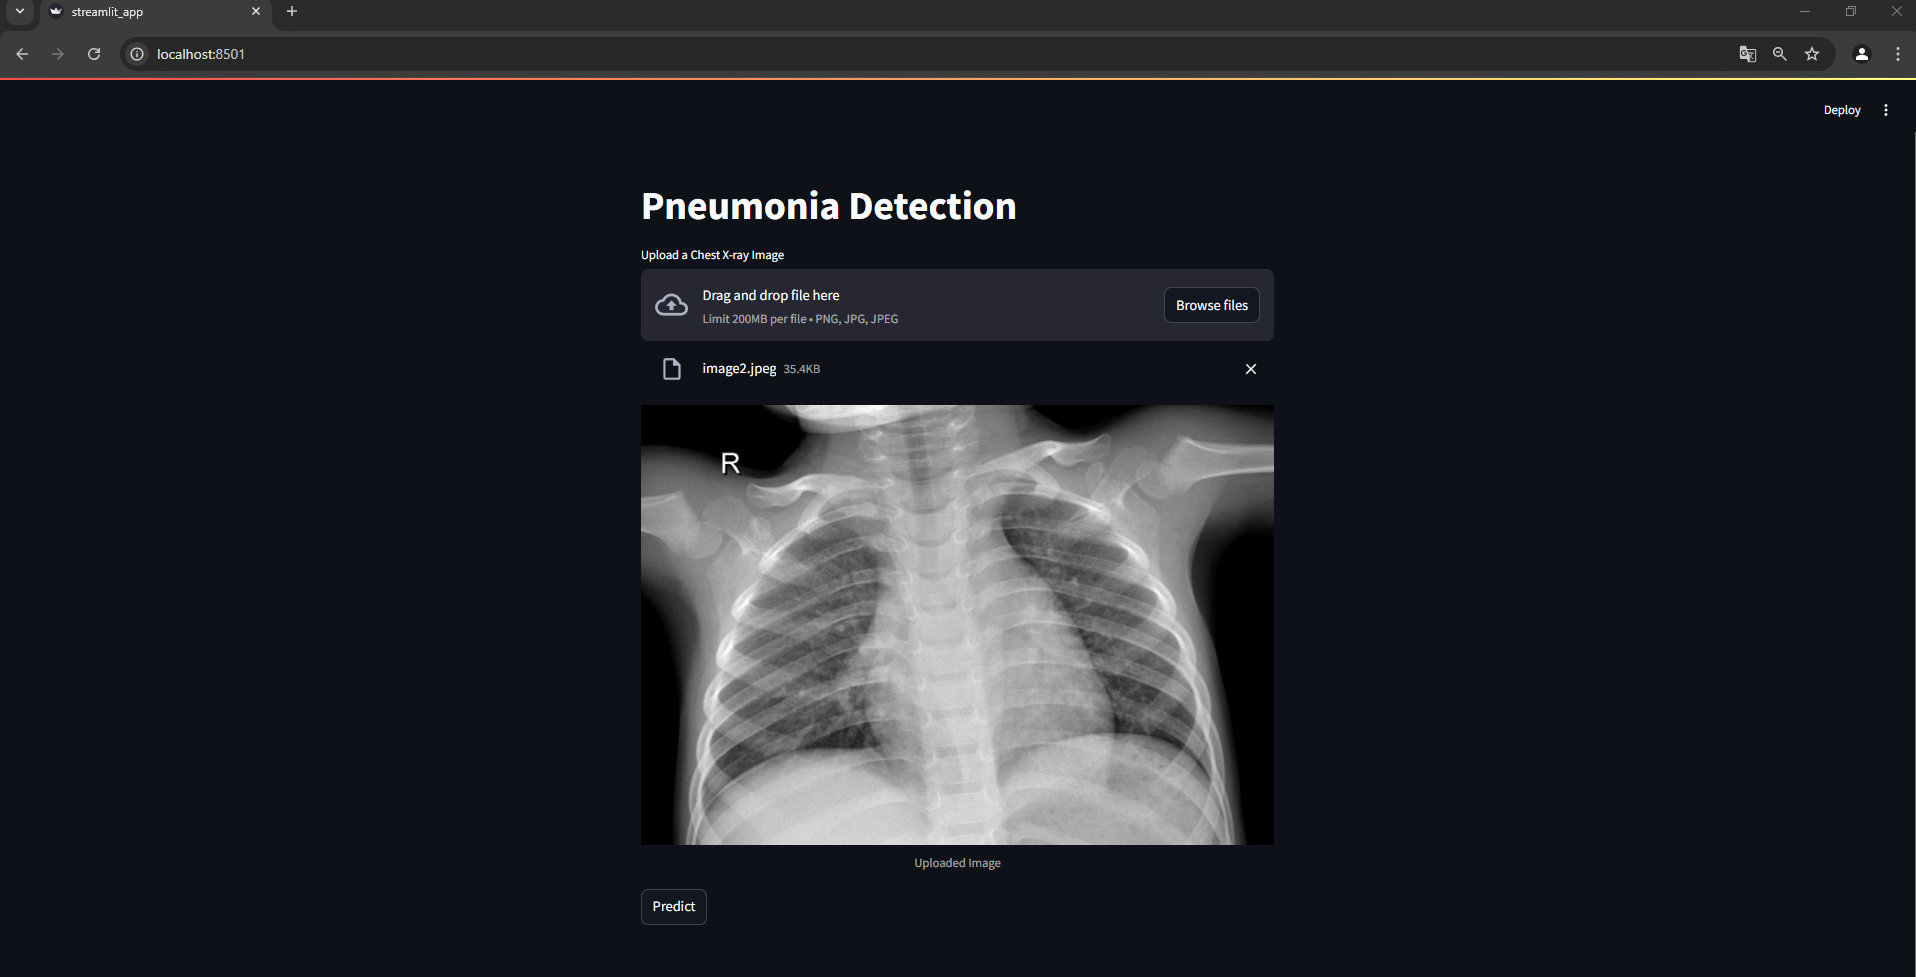 streamlit_app
localhost:8501
Deploy
Pneumonia Detection
Upload a Chest X-ray Image
Drag and drop file here
Limit 200MB per file • PNG, JPG, JPEG
Browse files
image2.jpeg 35.4KB
R
Uploaded Image
Predict